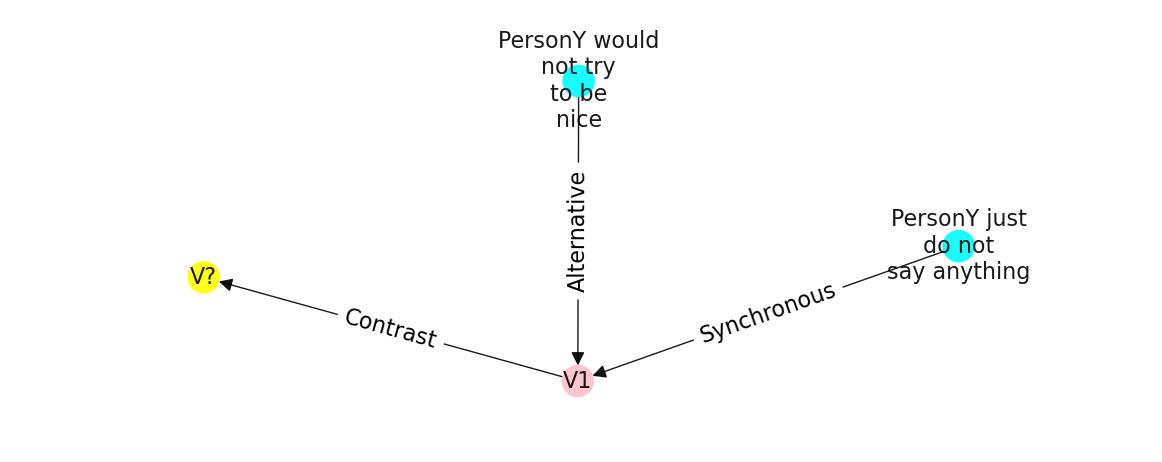 PersonY would
not try
to be
nice
Alternative
PersonY just
do not
say anything
V?
Contrast
Synchronous
V1